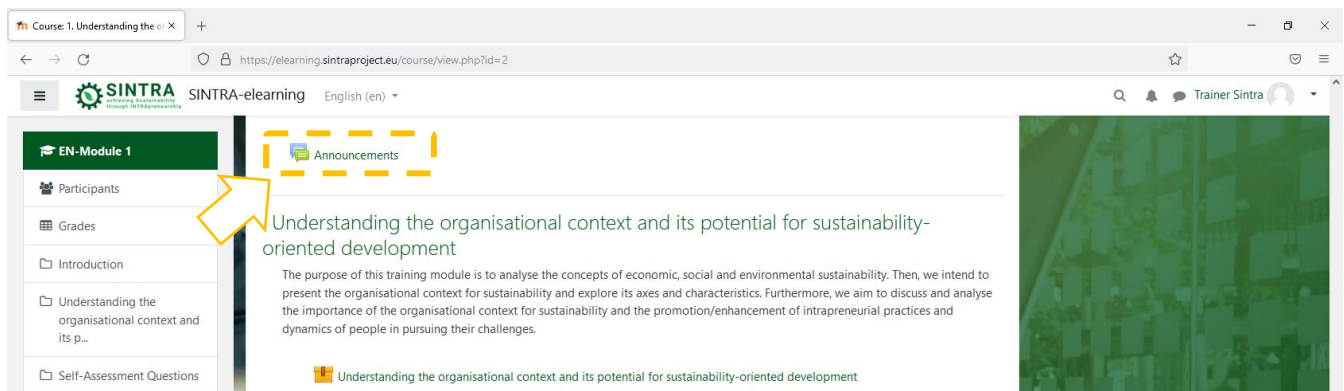 Course: 1. Understanding the or
https://elearning.sintraproject.eu/course/view.php?id=2
SINTRA
achieving Sustainability
through INTRApreneurship
SINTRA-elearning
English (en)
Trainer Sintra
EN-Module 1
Participants
Grades
Introduction
Understanding the
organisational context and
its p...
Self-Assessment Questions
Announcements
Understanding the organisational context and its potential for sustainability-
oriented development
The purpose of this training module is to analyse the concepts of economic, social and environmental sustainability. Then, we intend to
present the organisational context for sustainability and explore its axes and characteristics. Furthermore, we aim to discuss and analyse
the importance of the organisational context for sustainability and the promotion/enhancement of intrapreneurial practices and
dynamics of people in pursuing their challenges.
Understanding the organisational context and its potential for sustainability-oriented development